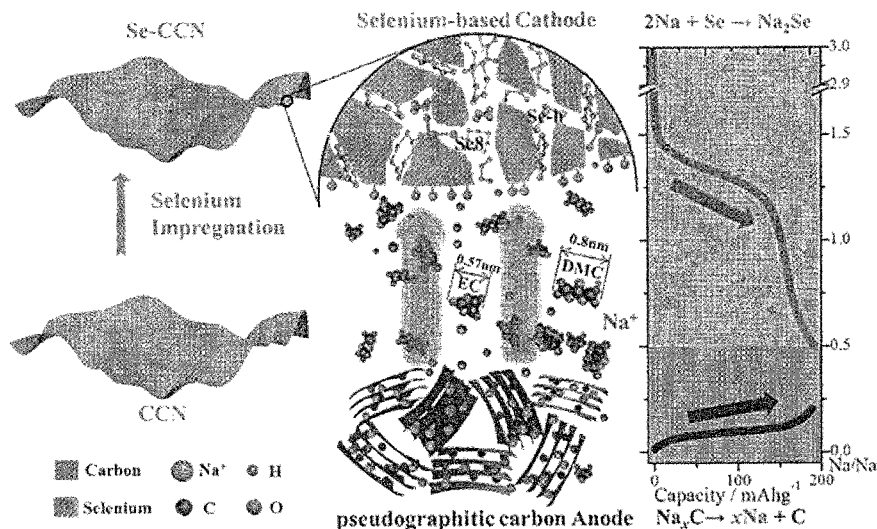 Se-CCN
Selenium
Impregnation
CCN
Carbon
Selenium
Na⁺
C
H
O
Selenium-based Cathode
Se8
0.57nm
EC
0.8nm
DMC
Na⁺
pseudographitic carbon Anode
2Na + Se → Na₂Se
3.0
2.9
1.5
1.0
0.5
0.0
Na/Na
0 100 200
Capacity / mAhg⁻¹
NaₓC→ xNa + C